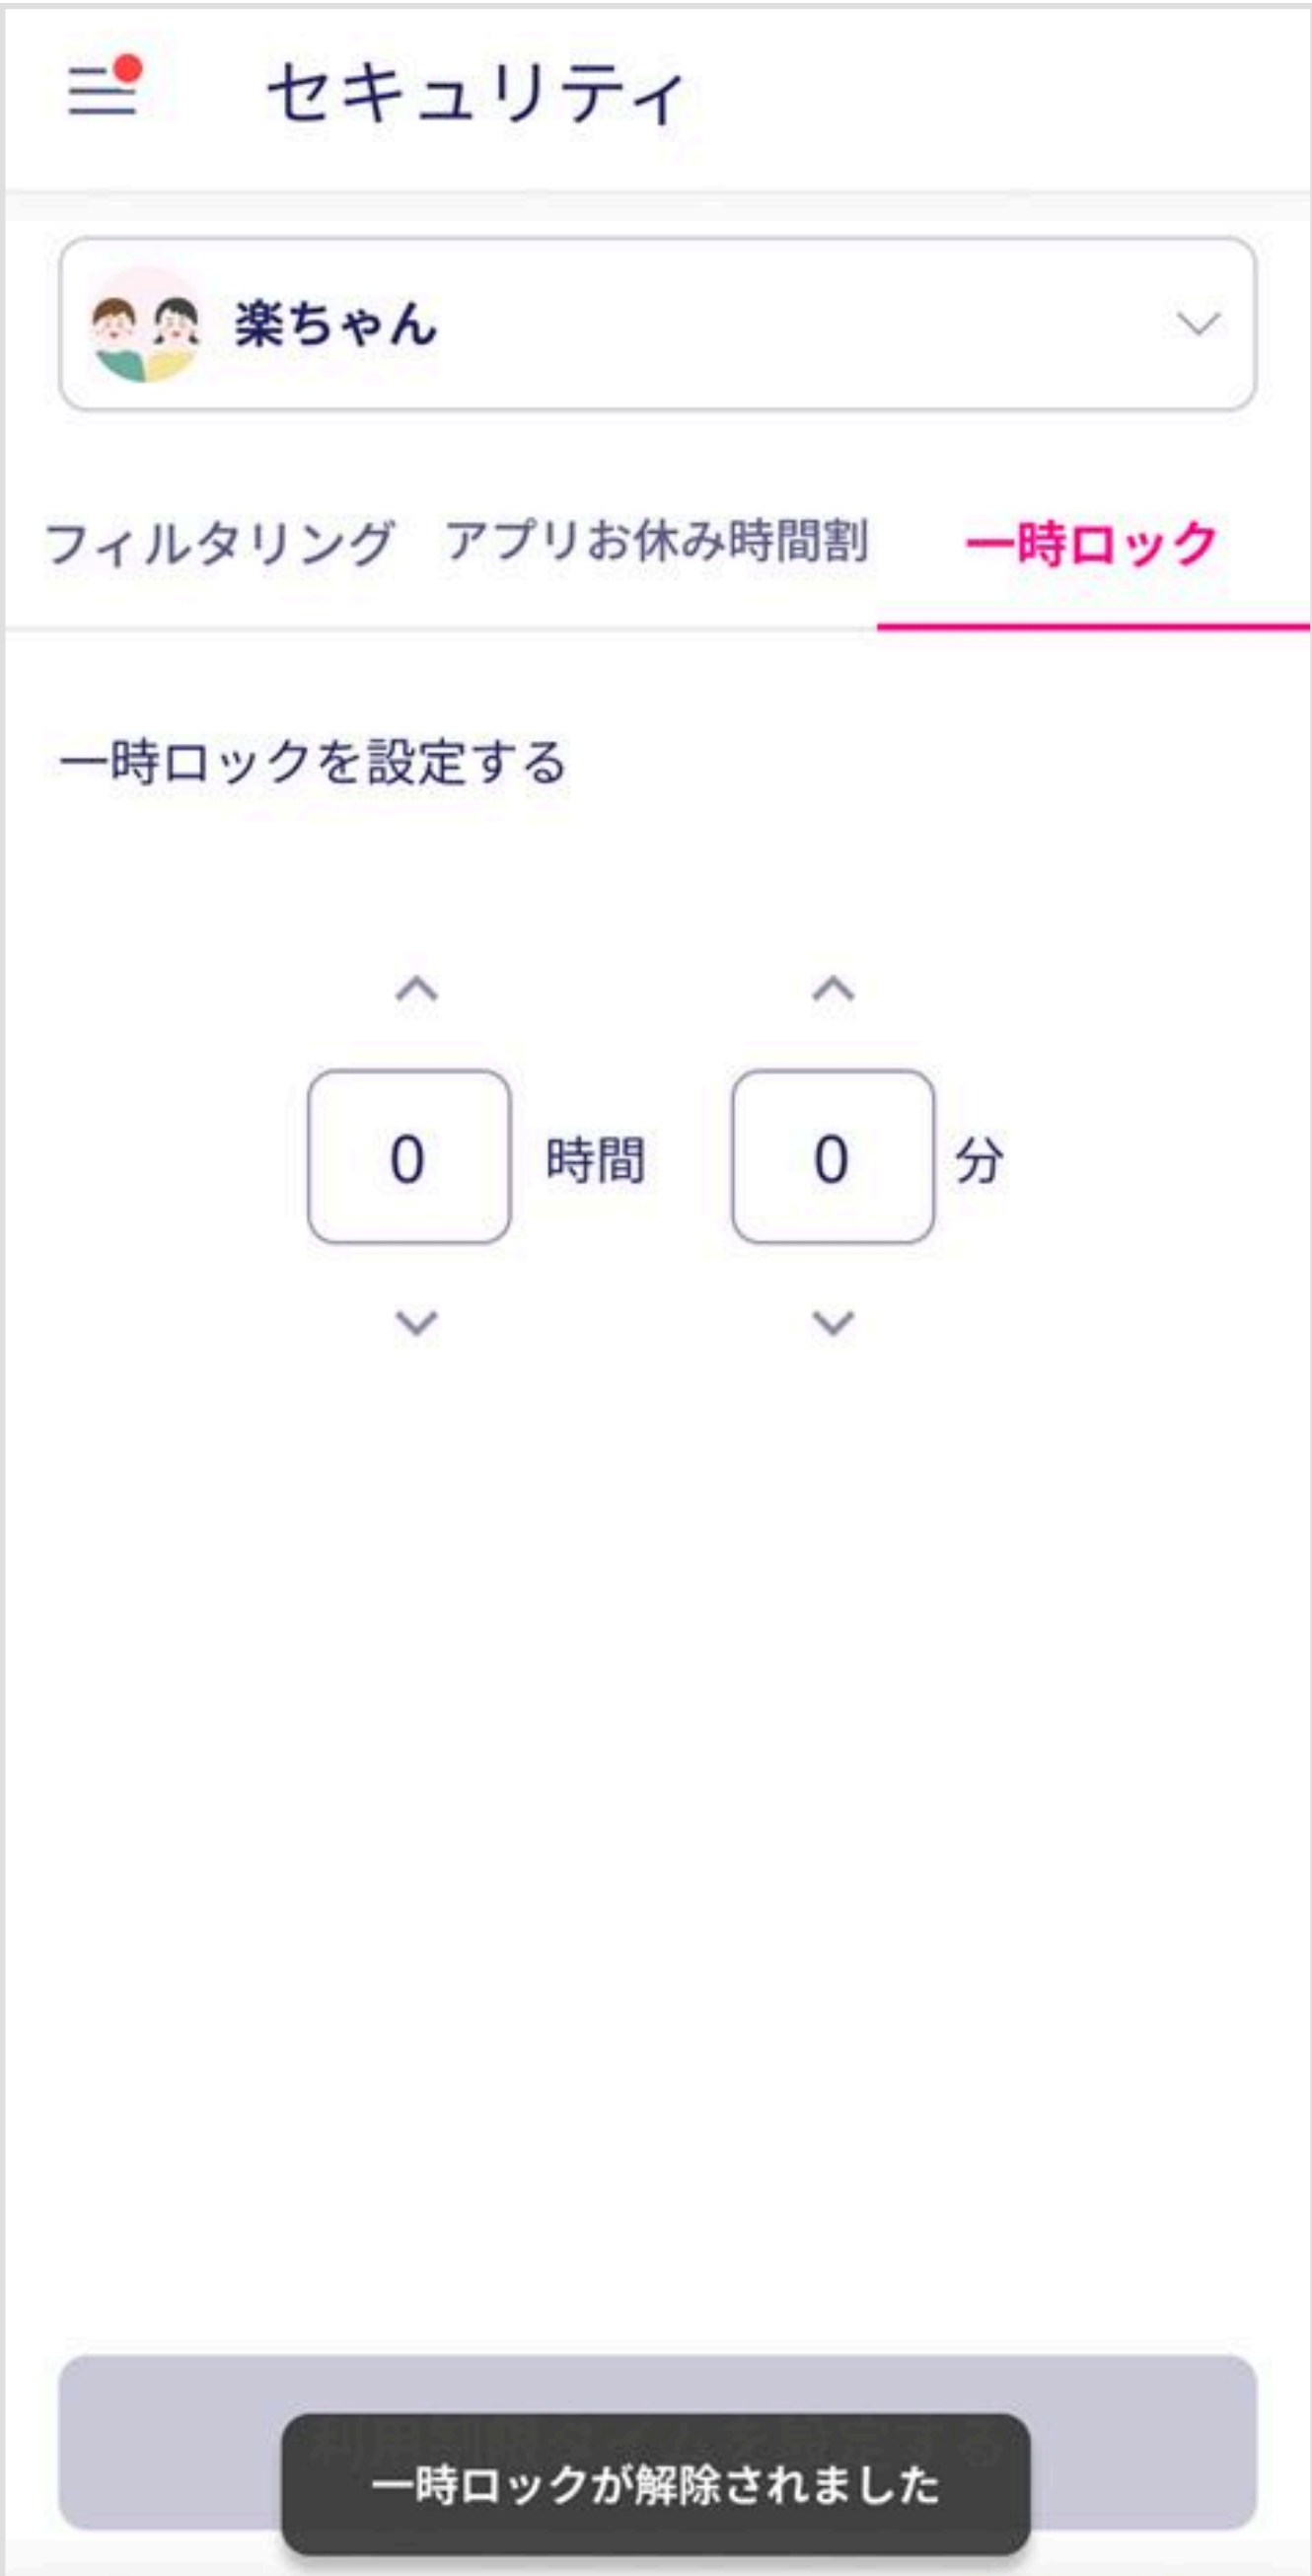 セキュリティ
楽ちゃん
フィルタリング アプリお休み時間割 一時ロック
一時ロックを設定する
0 時間 0 分
一時ロックが解除されました